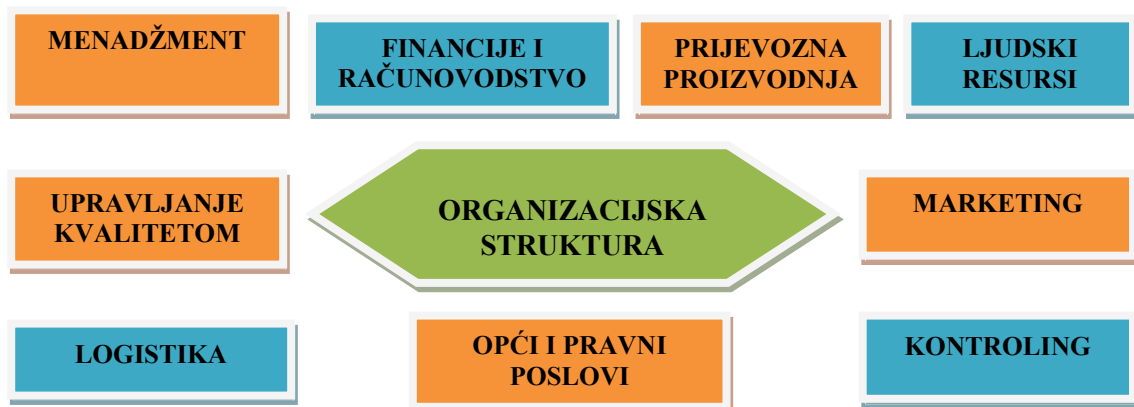 MENADŽMENT
FINANCIJE I
RAČUNOVODSTVO
PRIJEVOZNA
PROIZVODNJA
LJUDSKI
RESURSI
UPRAVLJANJE
KVALITETOM
ORGANIZACIJSKA
STRUKTURA
MARKETING
LOGISTIKA
OPĆI I PRAVNI
POSLOVI
KONTROLING